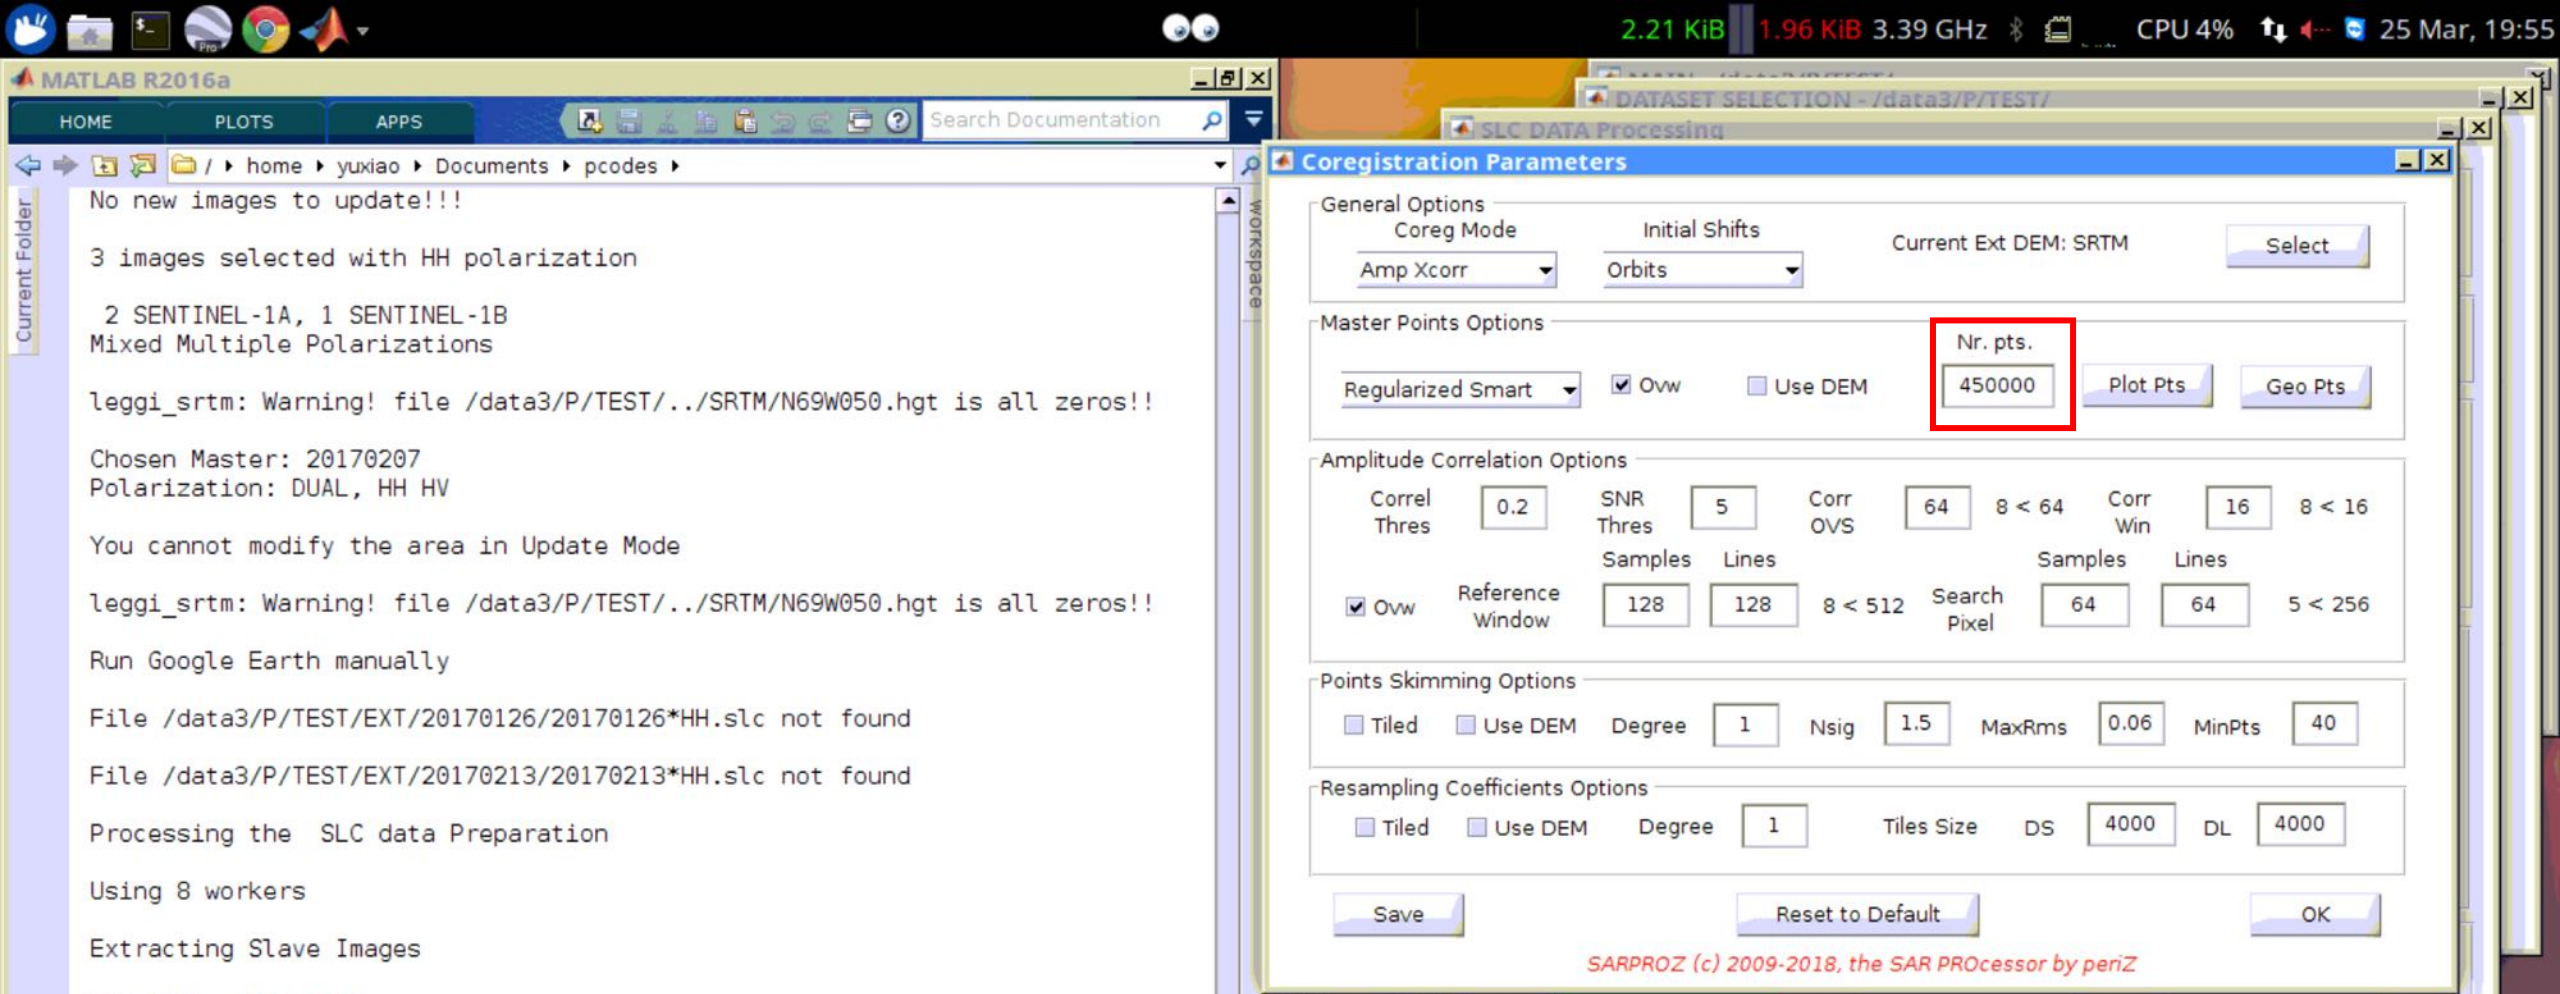 $_
Pro
2.21 KiB 1.96 KiB 3.39 GHz CPU 4% 25 Mar, 19:55
MATLAB R2016a
HOME PLOTS APPS Search Documentation
/ home yuxiao Documents pcodes
Current Folder
Workspace
No new images to update!!!
3 images selected with HH polarization
2 SENTINEL-1A, 1 SENTINEL-1B
Mixed Multiple Polarizations
leggi_srtm: Warning! file /data3/P/TEST/../SRTM/N69W050.hgt is all zeros!!
Chosen Master: 20170207
Polarization: DUAL, HH HV
You cannot modify the area in Update Mode
leggi_srtm: Warning! file /data3/P/TEST/../SRTM/N69W050.hgt is all zeros!!
Run Google Earth manually
File /data3/P/TEST/EXT/20170126/20170126*HH.slc not found
File /data3/P/TEST/EXT/20170213/20170213*HH.slc not found
Processing the  SLC data Preparation
Using 8 workers
Extracting Slave Images
DATASET SELECTION - /data3/P/TEST/
SLC DATA Processing
Coregistration Parameters
General Options
Coreg Mode Initial Shifts
Amp Xcorr Orbits Current Ext DEM: SRTM Select
Master Points Options
Nr. pts.
Regularized Smart Ovw Use DEM 450000 Plot Pts Geo Pts
Amplitude Correlation Options
Correl Thres 0.2 SNR Thres 5 Corr OVS 64 8 < 64 Corr Win 16 8 < 16
Samples Lines Samples Lines
Ovw Reference Window 128 128 8 < 512 Search Pixel 64 64 5 < 256
Points Skimming Options
Tiled Use DEM Degree 1 Nsig 1.5 MaxRms 0.06 MinPts 40
Resampling Coefficients Options
Tiled Use DEM Degree 1 Tiles Size DS 4000 DL 4000
Save Reset to Default OK
SARPROZ (c) 2009-2018, the SAR PROcessor by periZ